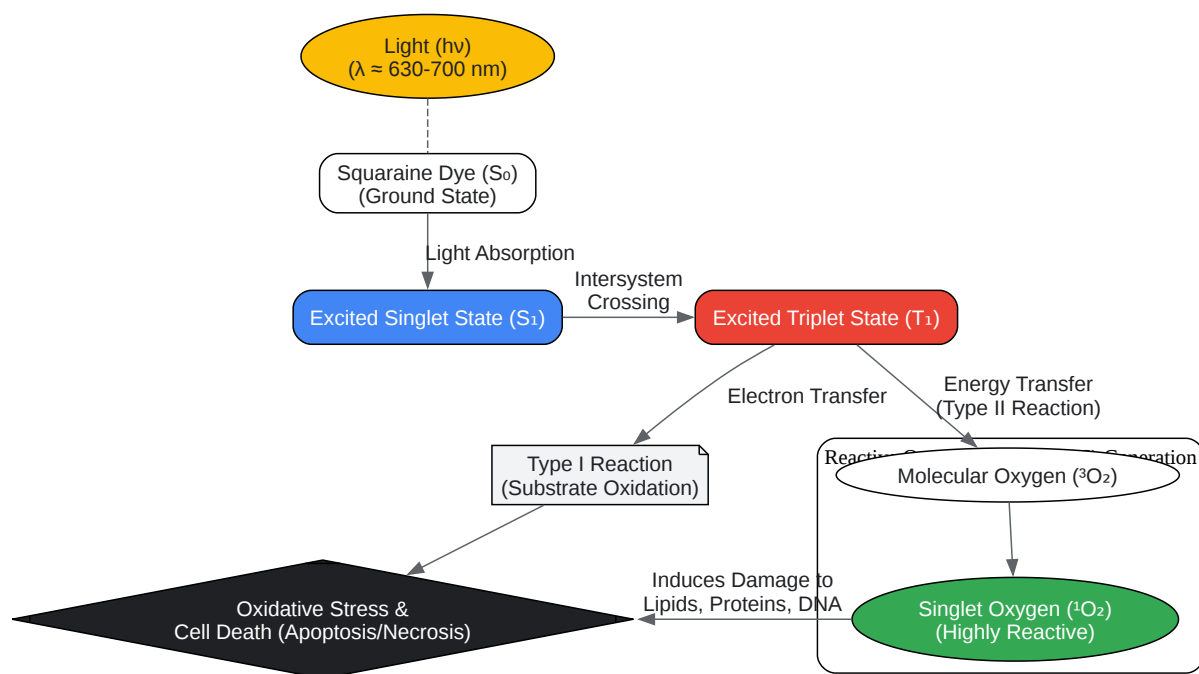 Light (hν)
(λ ≈ 630-700 nm)
Squaraine Dye (S₀)
(Ground State)
Light Absorption
Intersystem
Crossing
Excited Singlet State (S₁)
Excited Triplet State (T₁)
Electron Transfer
Energy Transfer
(Type II Reaction)
Type I Reaction
(Substrate Oxidation)
Molecular Oxygen (³O₂)
Induces Damage to
Lipids, Proteins, DNA
Oxidative Stress &
Cell Death (Apoptosis/Necrosis)
Singlet Oxygen (¹O₂)
(Highly Reactive)